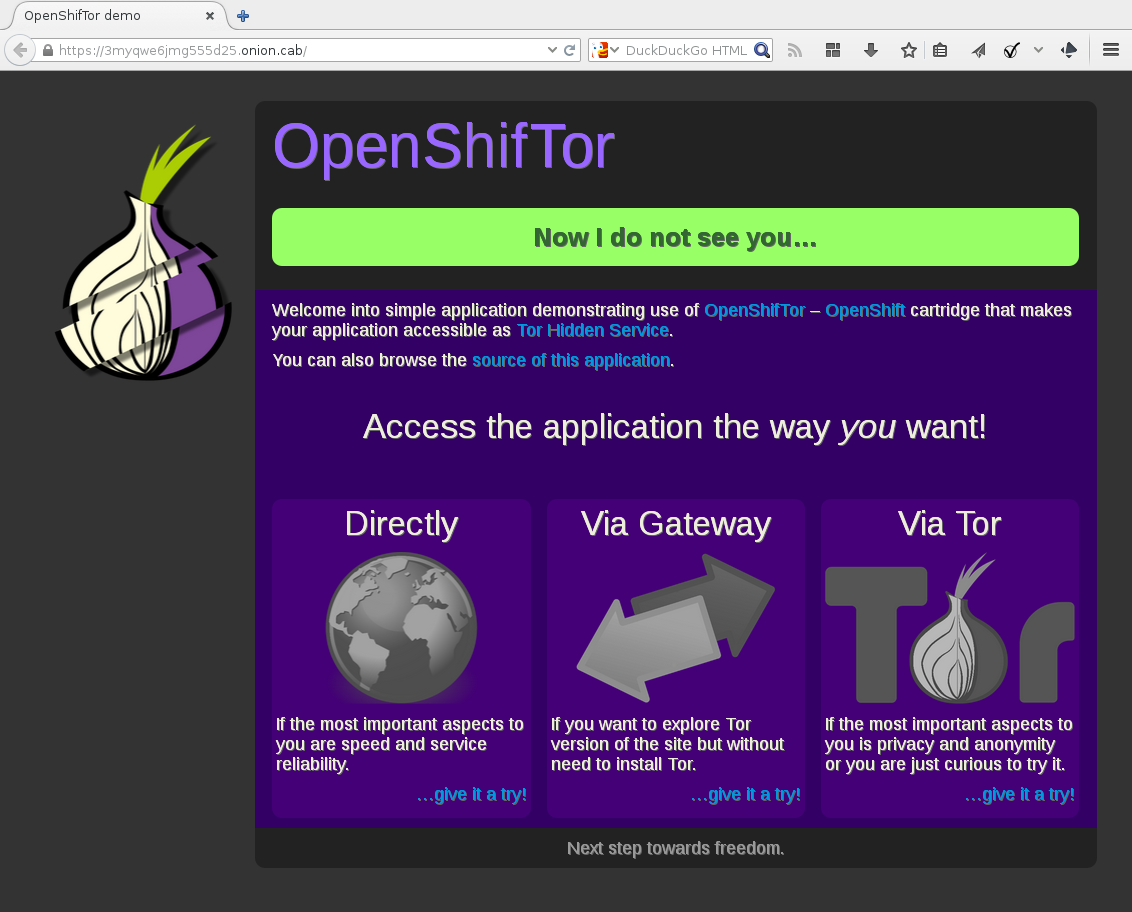 OpenShifTor demo
https://3myqwe6jmg555d25.onion.cab/
DuckDuckGo HTML
OpenShifTor
Now I do not see you...
Welcome into simple application demonstrating use of OpenShifTor – OpenShift cartridge that makes
your application accessible as Tor Hidden Service.
You can also browse the source of this application.
Access the application the way you want!
Directly
If the most important aspects to
you are speed and service
reliability.
...give it a try!
Via Gateway
If you want to explore Tor
version of the site but without
need to install Tor.
...give it a try!
Via Tor
Tor
If the most important aspects to
you is privacy and anonymity
or you are just curious to try it.
...give it a try!
Next step towards freedom.